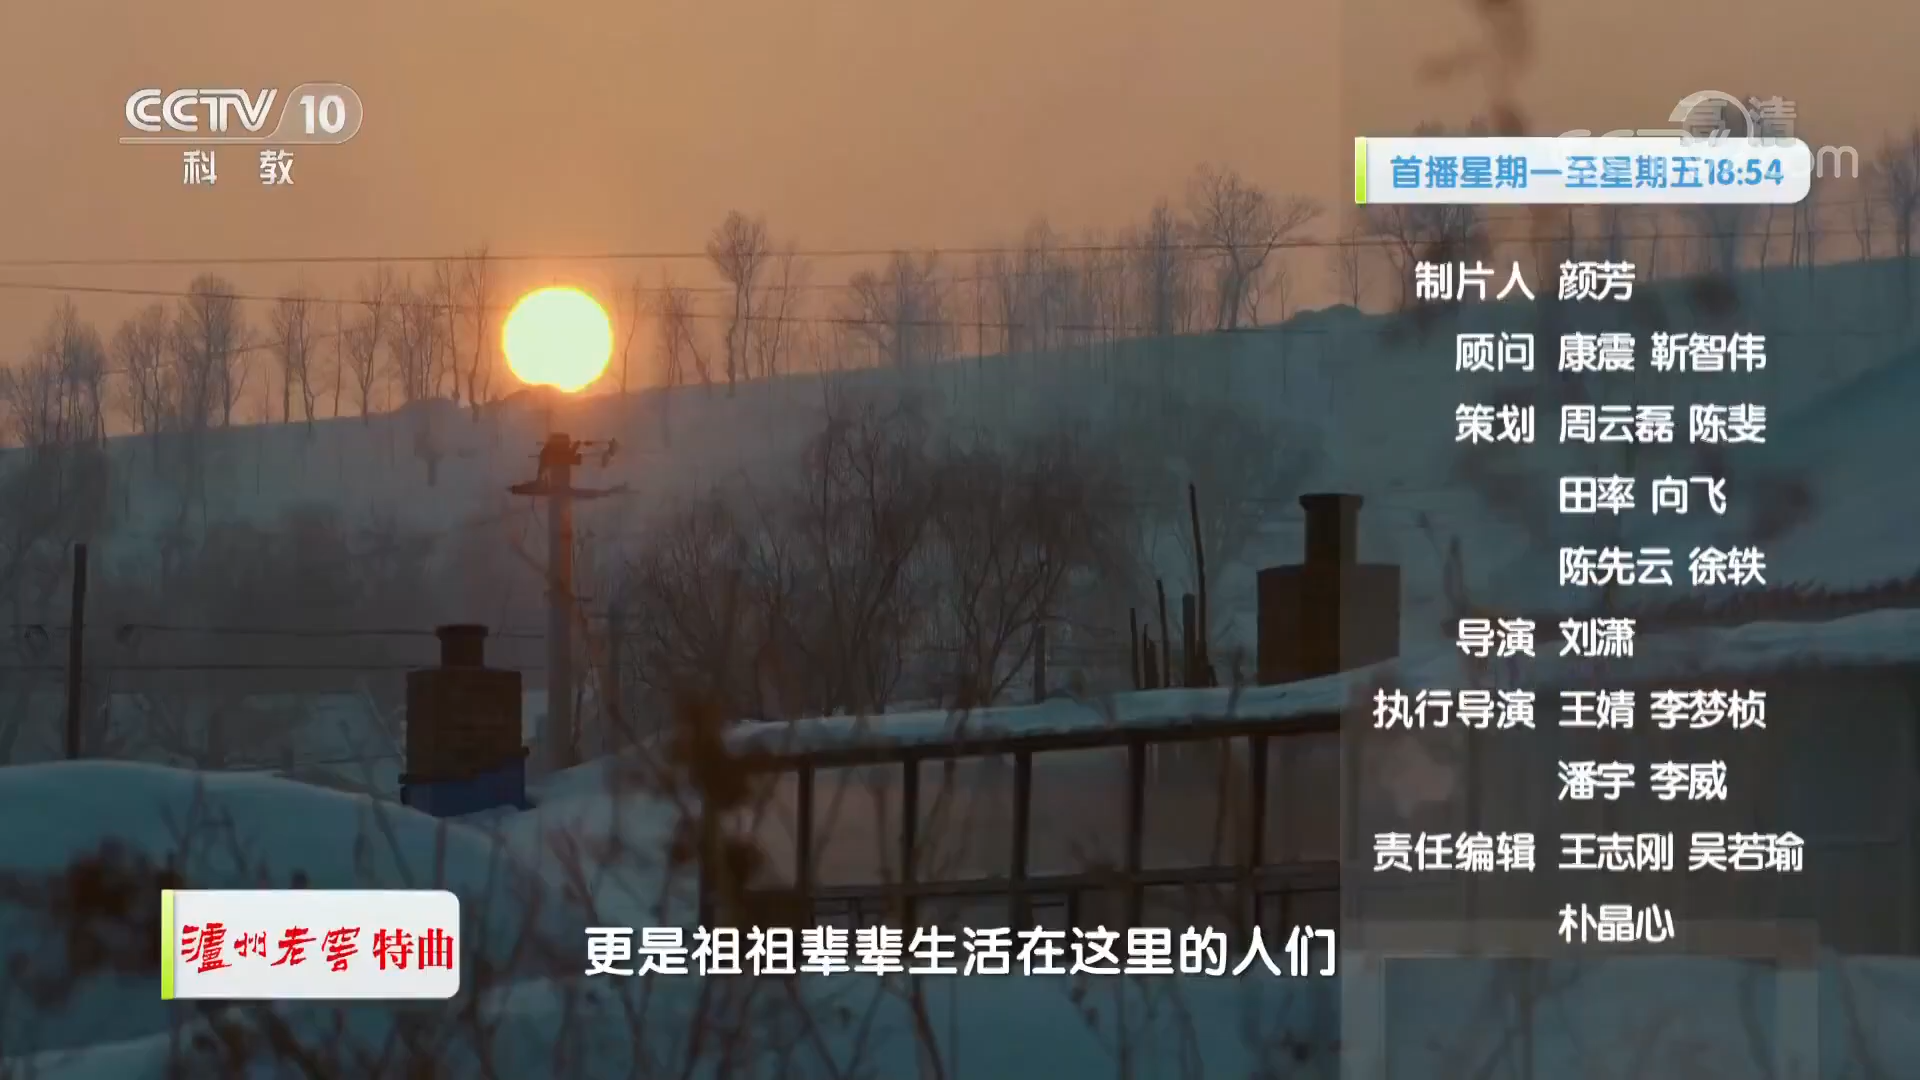 CCTV 10
科 教
高清
首播星期一至星期五18:54
制片人 颜芳
顾问 康震 靳智伟
策划 周云磊 陈斐
田率 向飞
陈先云 徐轶
导演 刘潇
执行导演 王婧 李梦桢
潘宇 李威
责任编辑 王志刚 吴若瑜
朴晶心
泸州老窖 特曲
更是祖祖辈辈生活在这里的人们